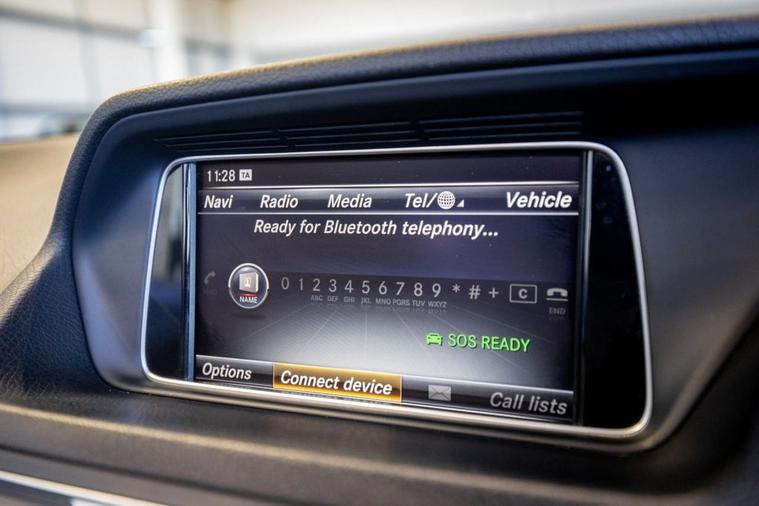 11:28 TA
Navi Radio Media Tel/ Vehicle
Ready for Bluetooth telephony...
NAME 0 1 2 3 4 5 6 7 8 9 * # + C
ABC DEF GHI JKL MNO PQRS TUV WXYZ END
SOS READY
Options Connect device Call lists